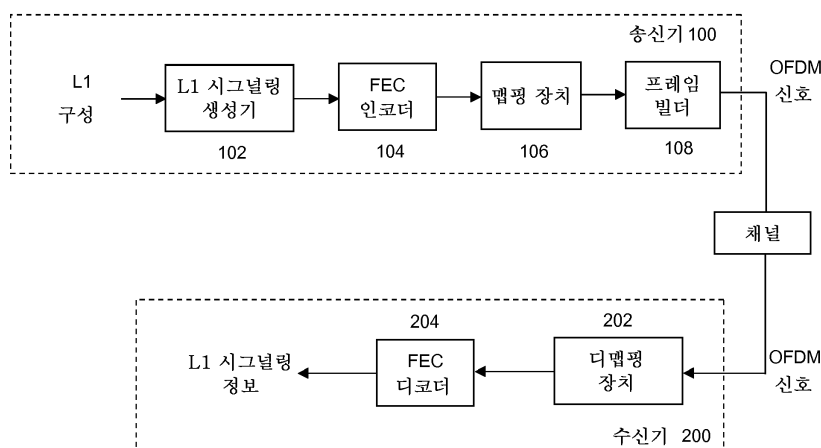 송신기 100
L1
구성
L1 시그널링
생성기
102
FEC
인코더
104
맵핑 장치
106
프레임
빌더
108
OFDM
신호
채널
OFDM
신호
202
디맵핑
장치
204
FEC
디코더
L1 시그널링
정보
수신기 200